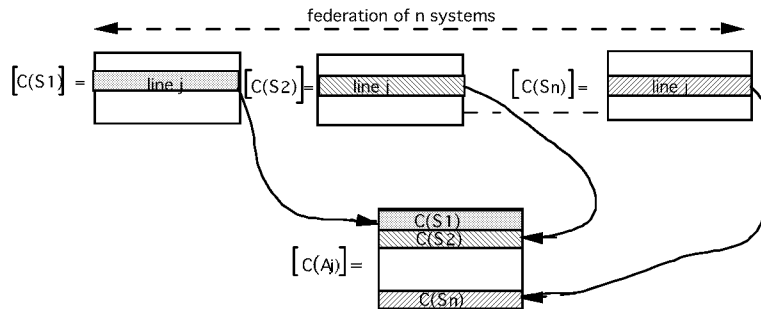 federation of n systems
[C(S1)] = line j
[C(S2)] = line j
[C(Sn)] = line j
C(S1)
C(S2)
[C(Aj)] =
C(Sn)